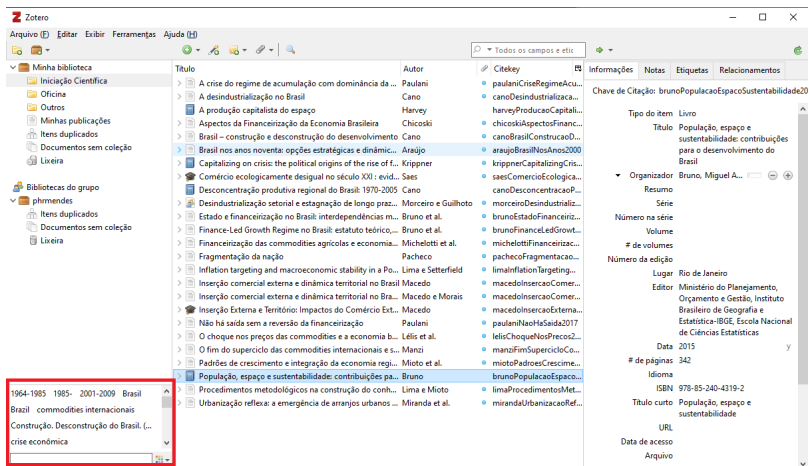 Zotero
Arquivo (F) Editar Exibir Ferramentas Ajuda (H)
Todos os campos e etic
Minha biblioteca
Iniciação Científica
Oficina
Outros
Minhas publicações
Itens duplicados
Documentos sem coleção
Lixeira
Bibliotecas do grupo
phrmendes
Itens duplicados
Documentos sem coleção
Lixeira
1964-1985 1985- 2001-2009 Brasil
Brazil commodities internacionais
Construção. Desconstrução do Brasil. (...
crise econômica
Título Autor Citekey
A crise do regime de acumulação com dominância da ... Paulani paulaniCriseRegimeAcu...
A desindustrialização no Brasil Cano canoDesindustrializaca...
A produção capitalista do espaço Harvey harveyProducaoCapitali...
Aspectos da Financeirização da Economia Brasileira Chicoski chicoskiAspectosFinanc...
Brasil – construção e desconstrução do desenvolvimento Cano canoBrasilConstrucaoD...
Brasil nos anos noventa: opções estratégicas e dinâmic... Araújo araujoBrasilNosAnos2000
Capitalizing on crisis: the political origins of the rise of f... Krippner krippnerCapitalizingCris...
Comércio ecologicamente desigual no século XXI : evid... Saes saesComercioEcologica...
Desconcentração produtiva regional do Brasil: 1970-2005 Cano canoDesconcentracaoP...
Desindustrialização setorial e estagnação de longo praz... Morceiro e Guilhoto morceiroDesindustrializ...
Estado e financeirização no Brasil: interdependências m... Bruno et al. brunoEstadoFinanceiriz...
Finance-Led Growth Regime no Brasil: estatuto teórico,... Bruno et al. brunoFinanceLedGrowt...
Financeirização das commodities agrícolas e economia... Michelotti et al. michelottiFinanceirizac...
Fragmentação da nação Pacheco pachecoFragmentacao...
Inflation targeting and macroeconomic stability in a Po... Lima e Setterfield limaInflationTargeting...
Inserção comercial externa e dinâmica territorial no Brasil Macedo macedoInsercaoComer...
Inserção comercial externa e dinâmica territorial no Bra... Macedo e Morais macedoInsercaoComer...
Inserção Externa e Território: Impactos do Comércio Ext... Macedo macedoInsercaoExterna...
Não há saída sem a reversão da financeirização Paulani paulaniNaoHaSaida2017
O choque nos preços das commodities e a economia b... Lélis et al. lelisChoqueNosPrecos2...
O fim do superciclo das commodities internacionais e s... Manzi manziFimSupercicloCo...
Padrões de crescimento e integração da economia regi... Mioto et al. miotoPadroesCrescime...
População, espaço e sustentabilidade: contribuições pa... Bruno brunoPopulacaoEspaco...
Procedimentos metodológicos na construção do conh... Lima e Mioto limaProcedimentosMet...
Urbanização reflexa: a emergência de arranjos urbanos ... Miranda et al. mirandaUrbanizacaoRef...
Informações Notas Etiquetas Relacionamentos
Chave de Citação: brunoPopulacaoEspacoSustentabilidade20
Tipo do item Livro
Título População, espaço e
sustentabilidade: contribuições
para o desenvolvimento do
Brasil
Organizador Bruno, Miguel A...
Resumo
Série
Número na série
Volume
# de volumes
Número da edição
Lugar Rio de Janeiro
Editor Ministério do Planejamento,
Orçamento e Gestão, Instituto
Brasileiro de Geografia e
Estatística-IBGE, Escola Nacional
de Ciências Estatísticas
Data 2015 y
# de páginas 342
Idioma
ISBN 978-85-240-4319-2
Título curto População, espaço e
sustentabilidade
URL
Data de acesso
Arquivo